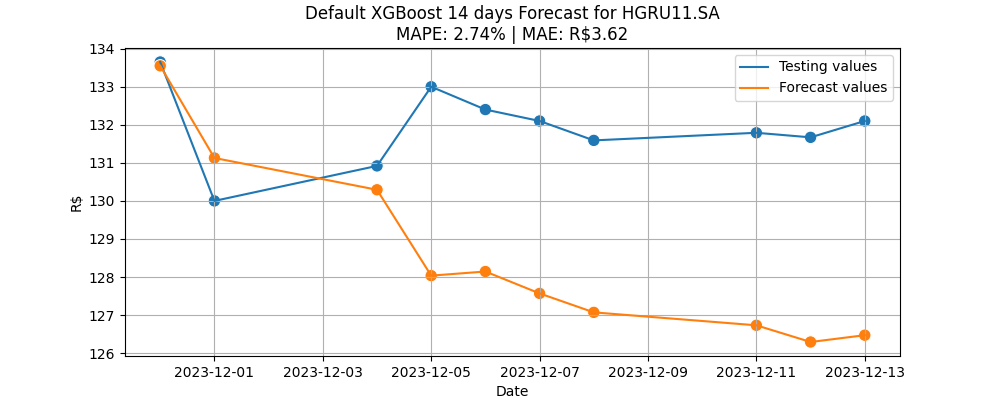 Default XGBoost 14 days Forecast for HGRU11.SA
MAPE: 2.74% | MAE: R$3.62
Testing values
Forecast values
134
133
132
131
130
129
128
127
126
R$
2023-12-01
2023-12-03
2023-12-05
2023-12-07
2023-12-09
2023-12-11
2023-12-13
Date